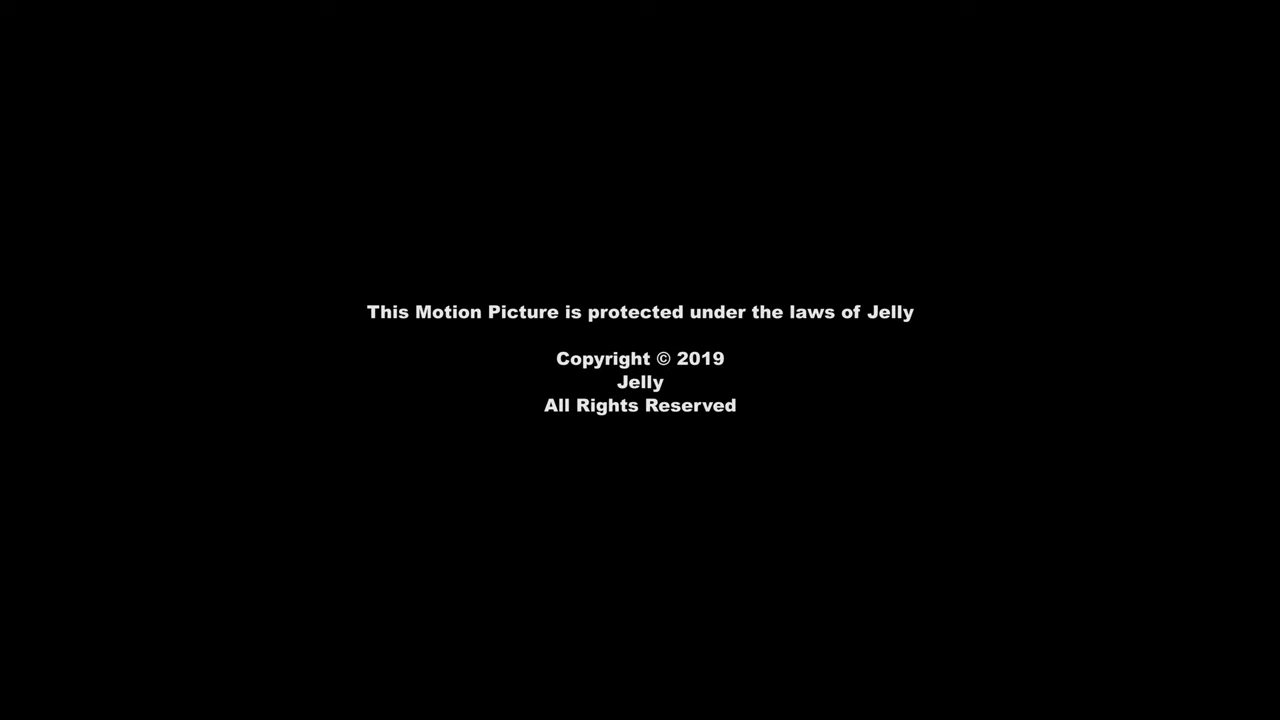 This Motion Picture is protected under the laws of Jelly
Copyright © 2019
Jelly
All Rights Reserved